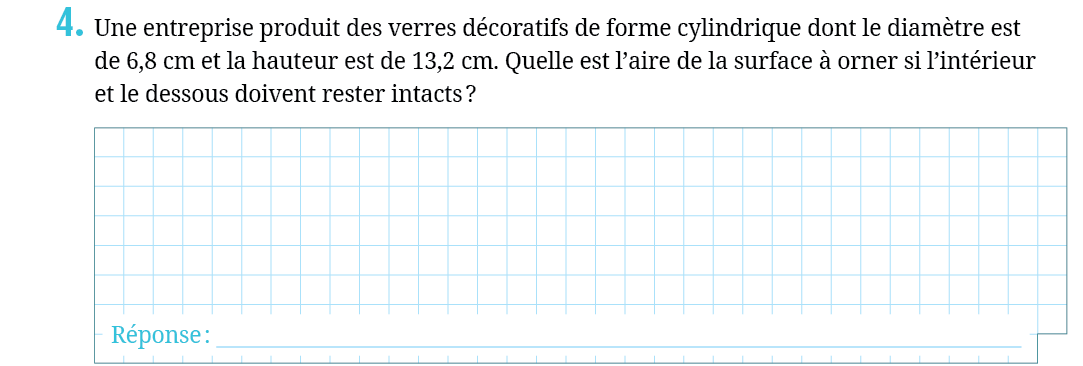 4. Une entreprise produit des verres décoratifs de forme cylindrique dont le diamètre est
de 6,8 cm et la hauteur est de 13,2 cm. Quelle est l’aire de la surface à orner si l’intérieur
et le dessous doivent rester intacts ?
Réponse :